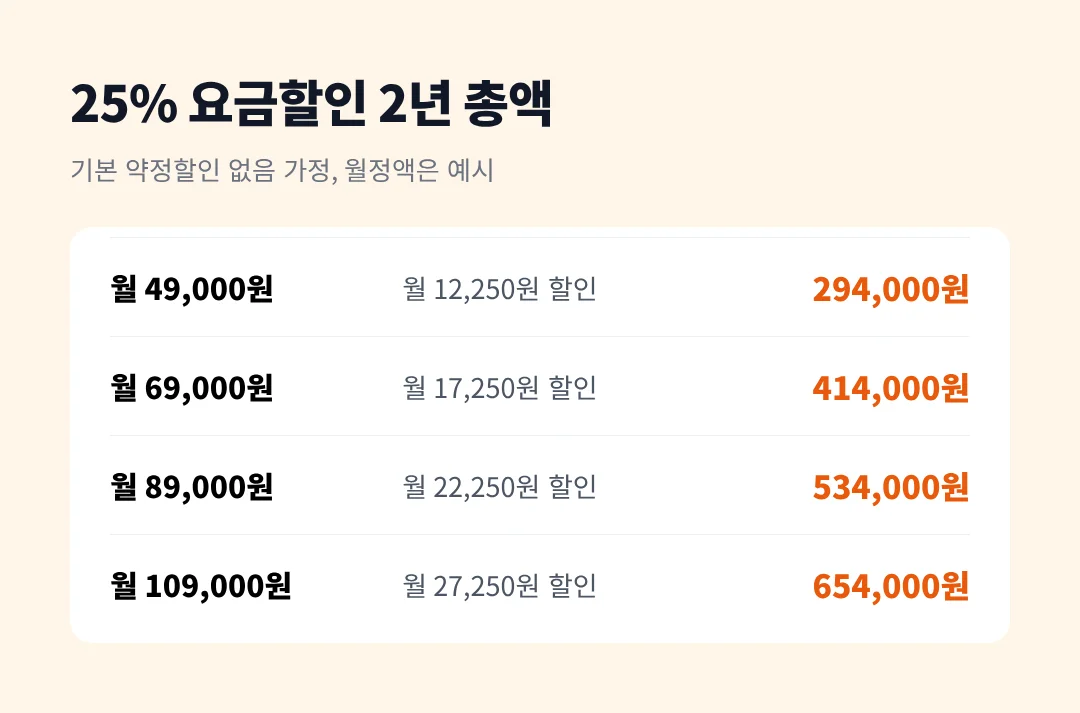 25% 요금할인 2년 총액
기본 약정할인 없음 가정, 월정액은 예시
월 49,000원 월 12,250원 할인 294,000원
월 69,000원 월 17,250원 할인 414,000원
월 89,000원 월 22,250원 할인 534,000원
월 109,000원 월 27,250원 할인 654,000원